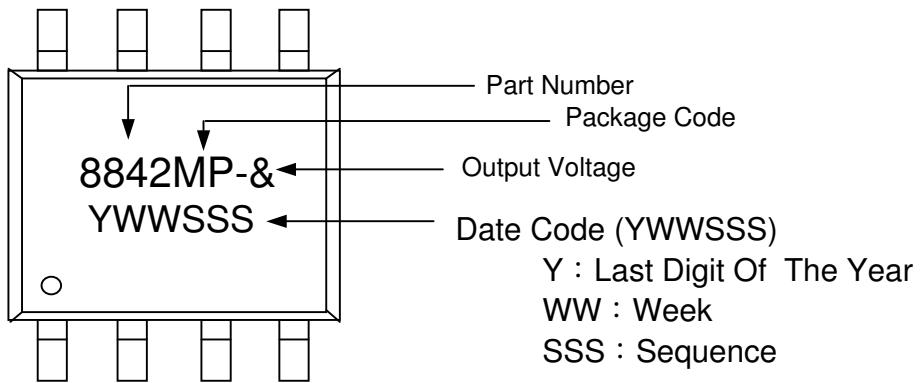 Part Number
Package Code
8842MP-&
Output Voltage
YWWSSS
Date Code (YWWSSS)
Y：Last Digit Of The Year
WW：Week
SSS：Sequence